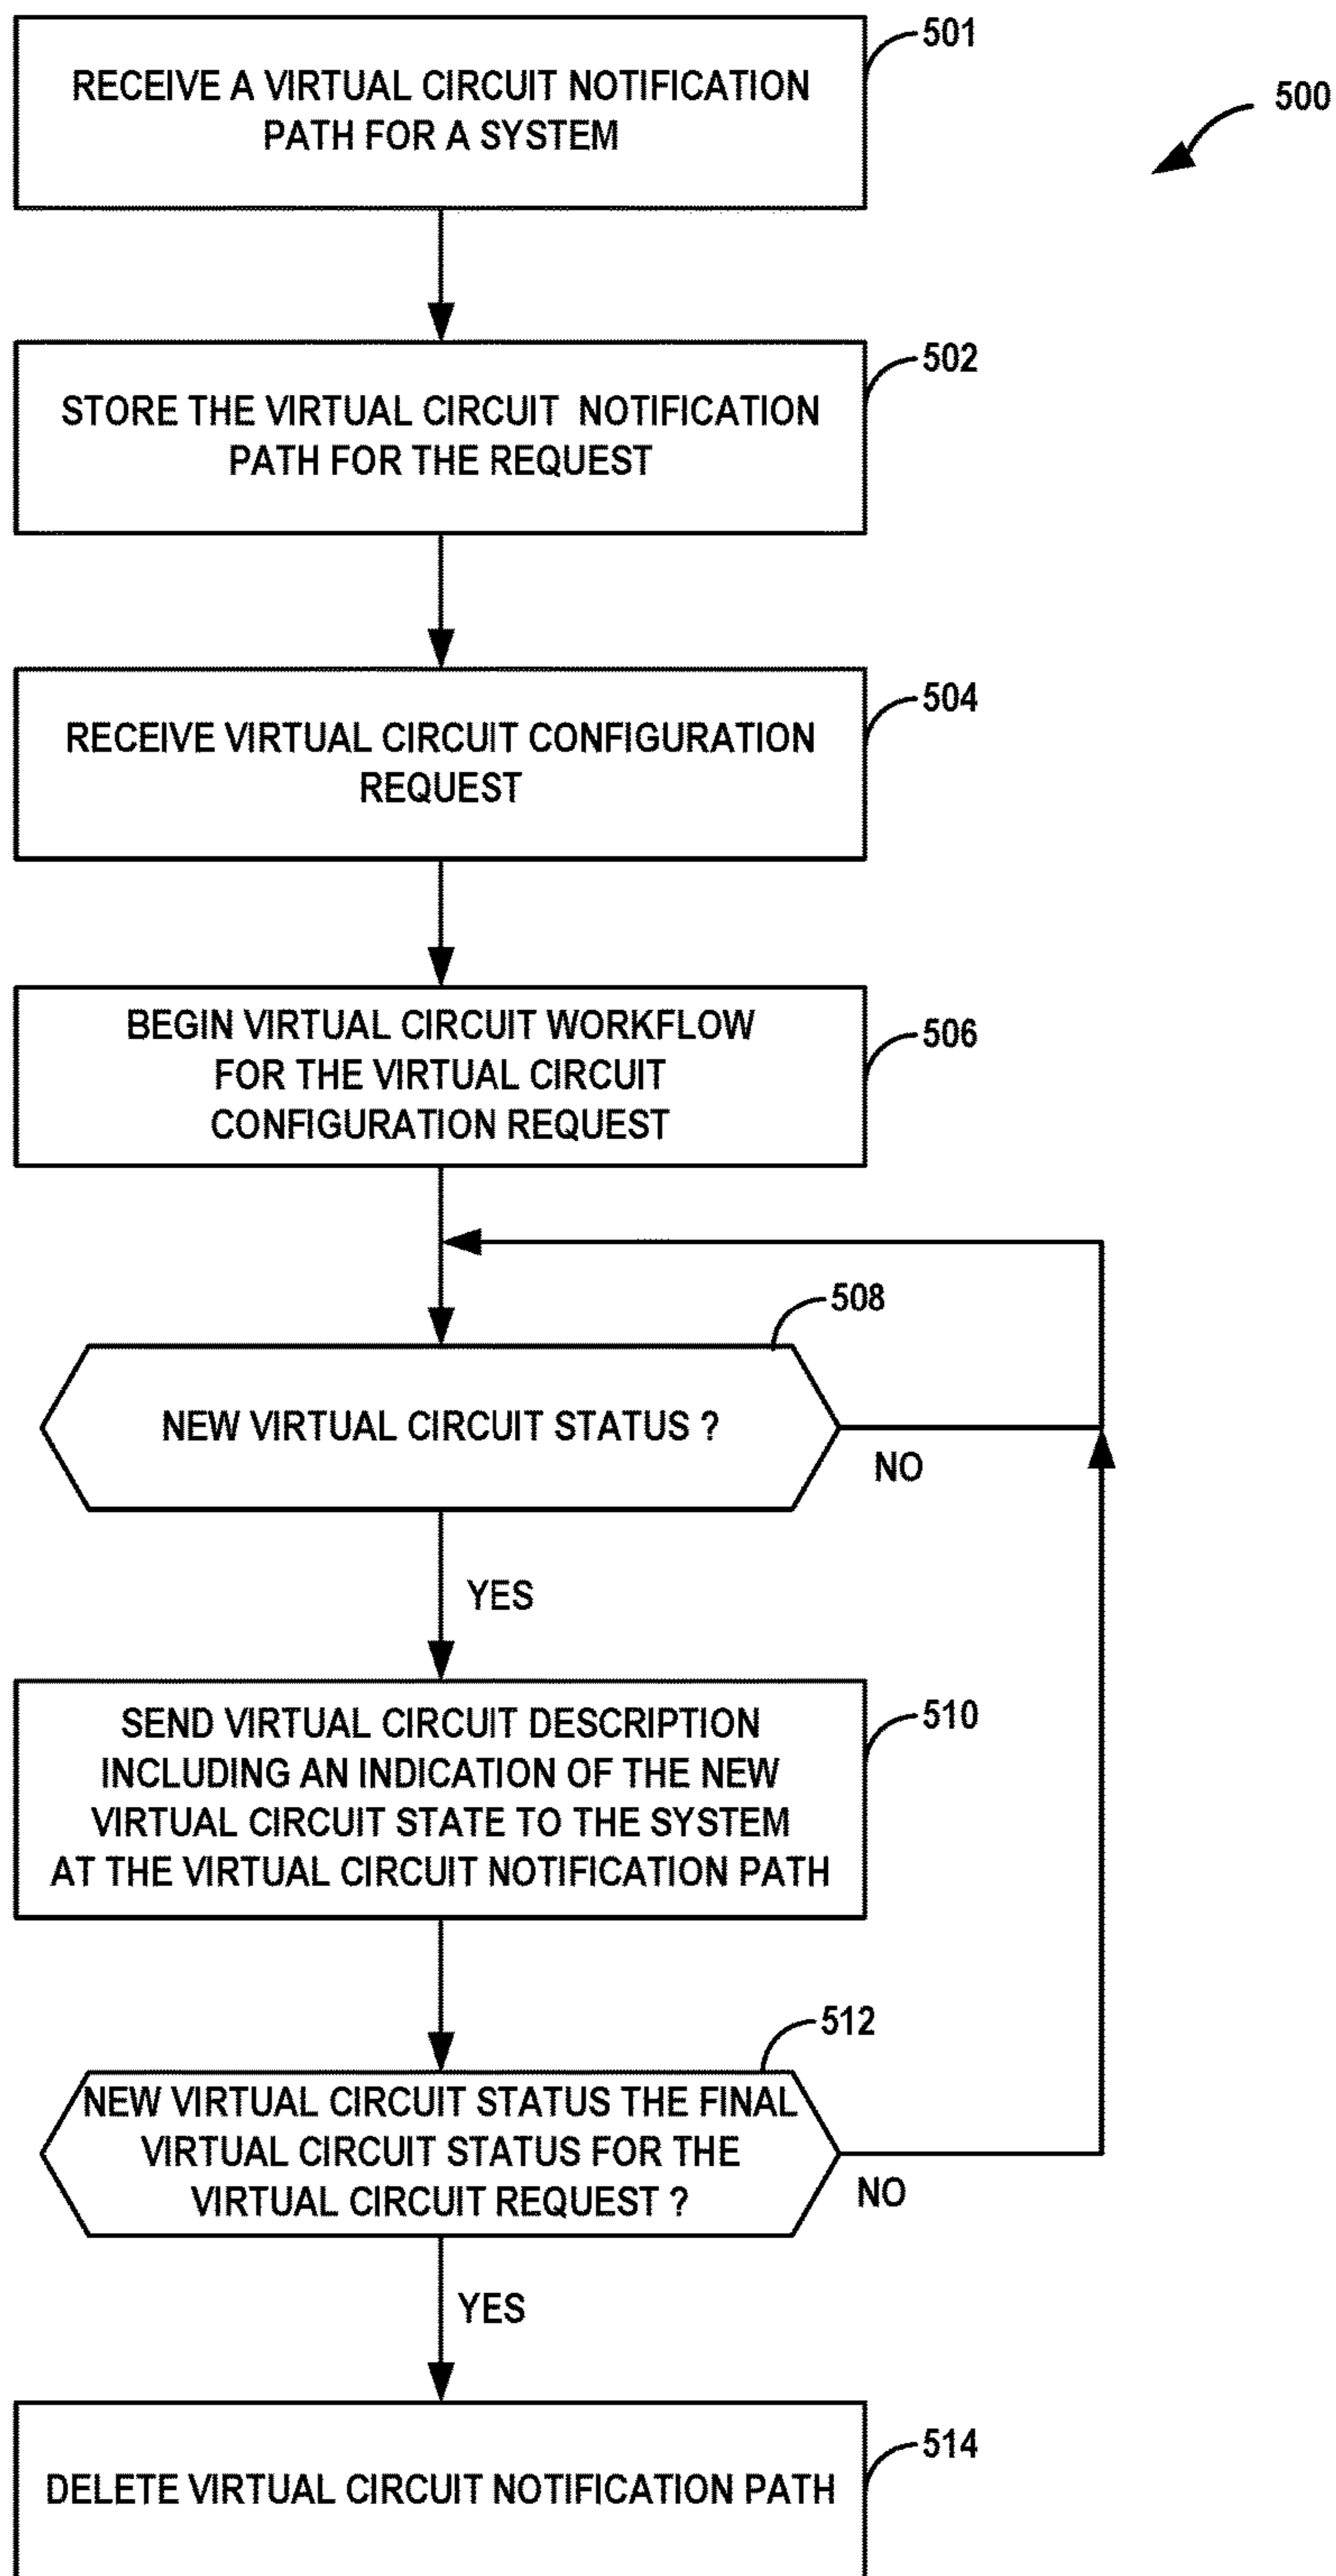 501
RECEIVE A VIRTUAL CIRCUIT NOTIFICATION
PATH FOR A SYSTEM
500
502
STORE THE VIRTUAL CIRCUIT NOTIFICATION
PATH FOR THE REQUEST
504
RECEIVE VIRTUAL CIRCUIT CONFIGURATION
REQUEST
506
BEGIN VIRTUAL CIRCUIT WORKFLOW
FOR THE VIRTUAL CIRCUIT
CONFIGURATION REQUEST
508
NEW VIRTUAL CIRCUIT STATUS ?
NO
YES
510
SEND VIRTUAL CIRCUIT DESCRIPTION
INCLUDING AN INDICATION OF THE NEW
VIRTUAL CIRCUIT STATE TO THE SYSTEM
AT THE VIRTUAL CIRCUIT NOTIFICATION PATH
512
NEW VIRTUAL CIRCUIT STATUS THE FINAL
VIRTUAL CIRCUIT STATUS FOR THE
VIRTUAL CIRCUIT REQUEST ?
NO
YES
514
DELETE VIRTUAL CIRCUIT NOTIFICATION PATH